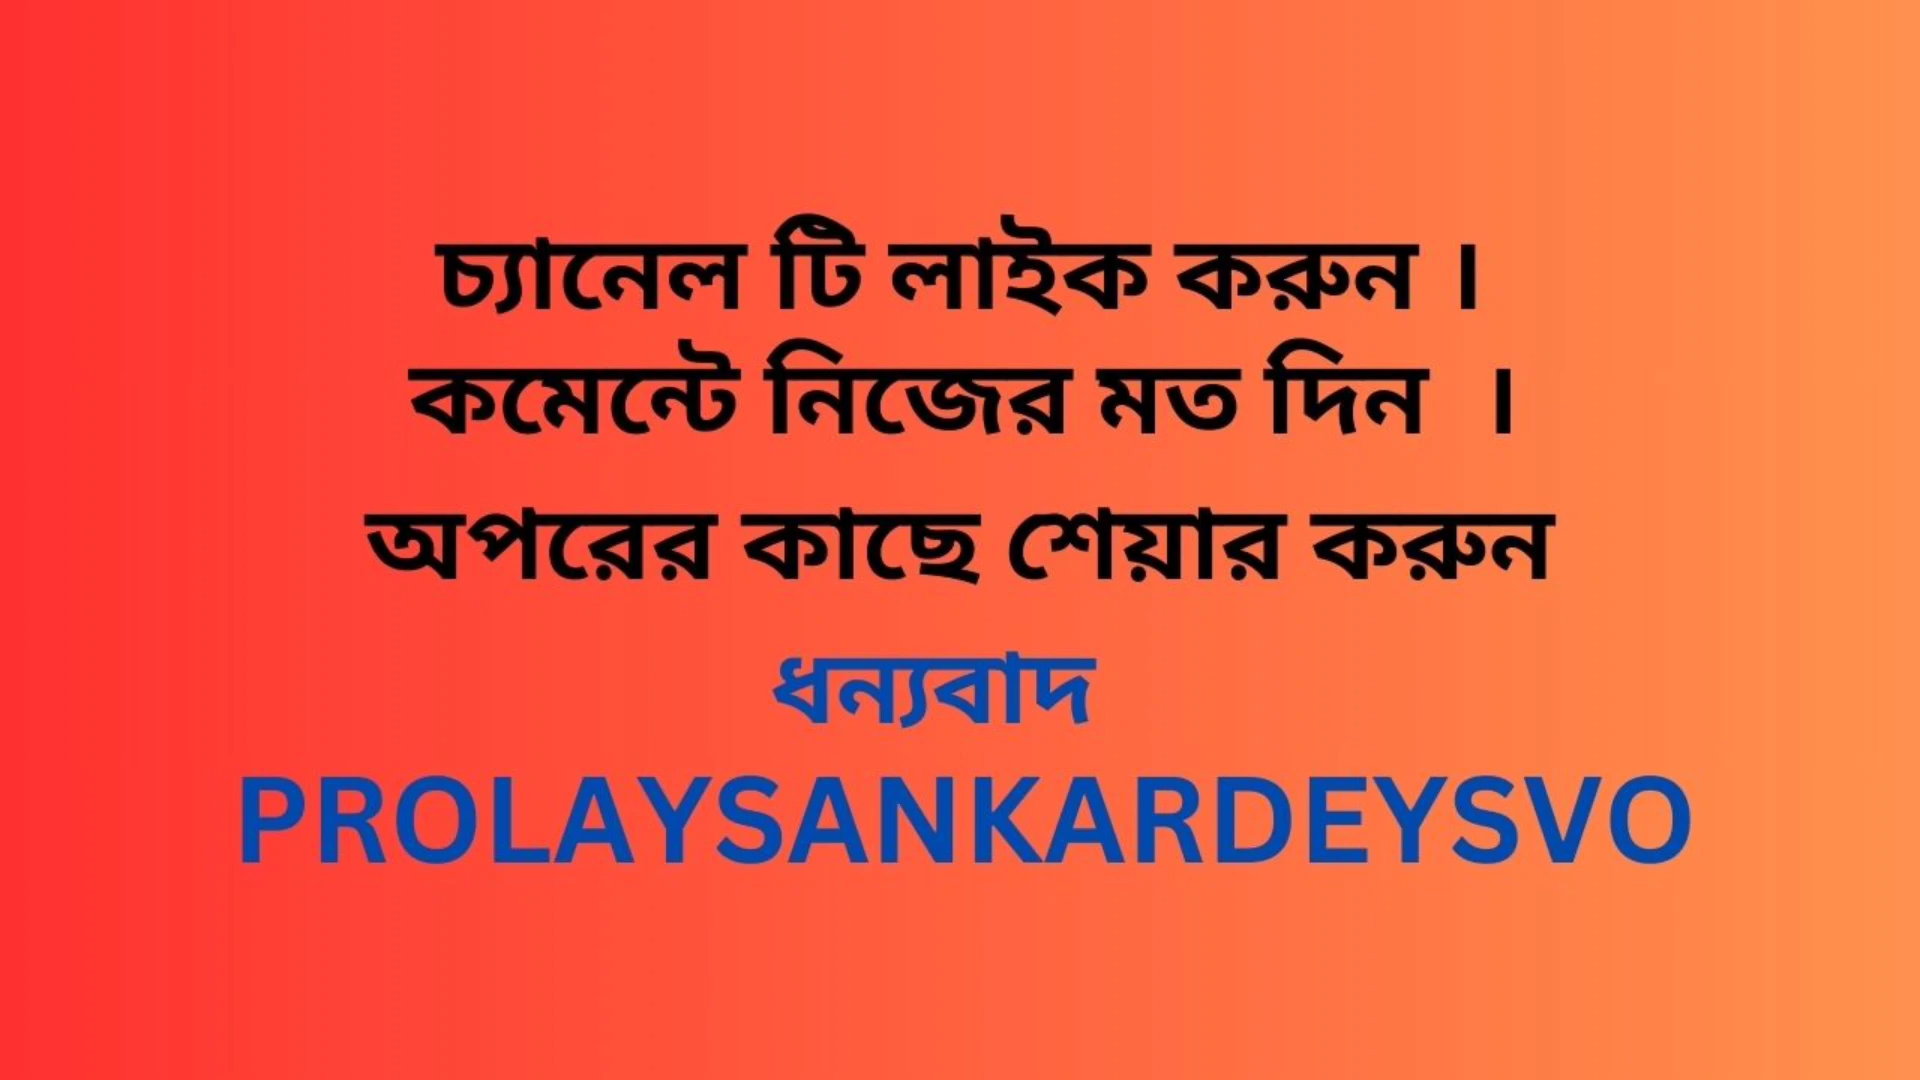 চ্যানেল টি লাইক করুন ।
কমেন্টে নিজের মত দিন ।
অপরের কাছে শেয়ার করুন
ধন্যবাদ
PROLAYSANKARDEYSVO